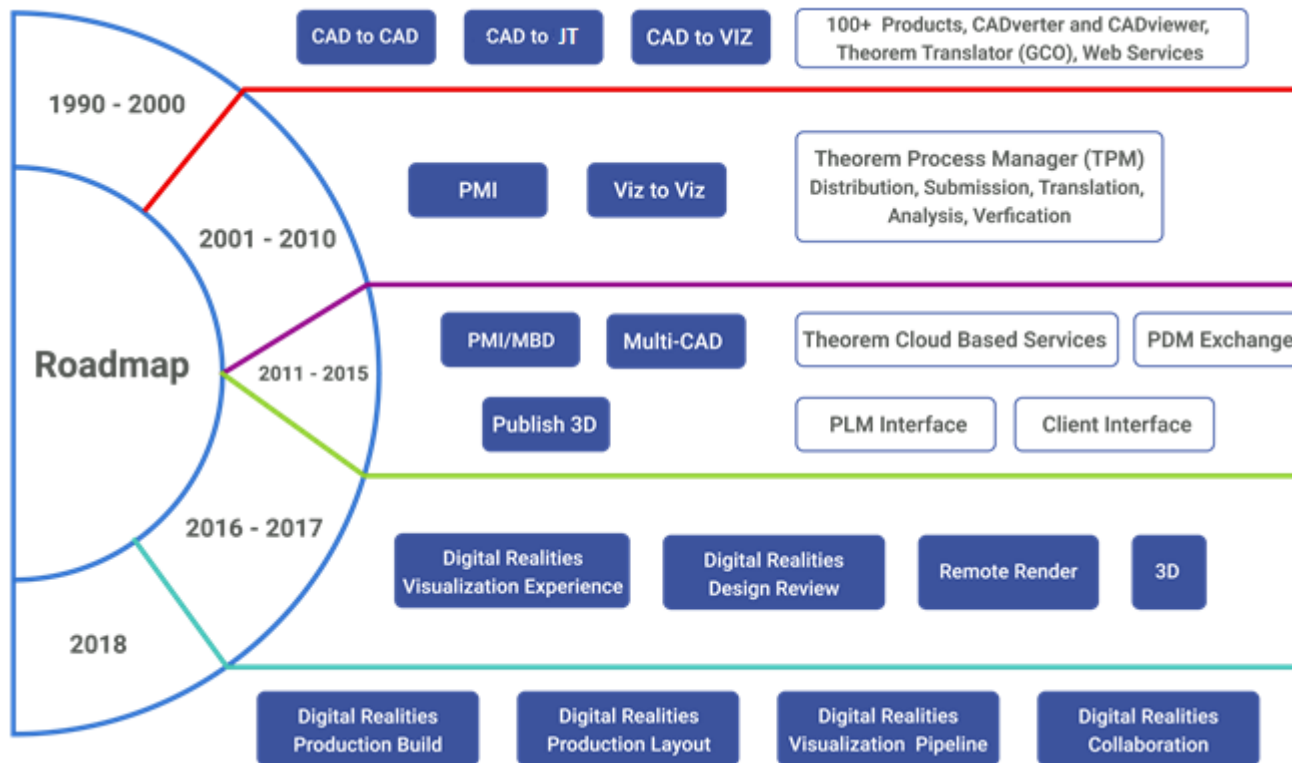 CAD to CAD
CAD to JT
CAD to VIZ
100+ Products, CADverter and CADviewer,
Theorem Translator (GCO), Web Services
1990 - 2000
PMI
Viz to Viz
Theorem Process Manager (TPM)
Distribution, Submission, Translation,
Analysis, Verfication
2001 - 2010
Roadmap
2011 - 2015
PMI/MBD
Multi-CAD
Theorem Cloud Based Services
PDM Exchange
Publish 3D
PLM Interface
Client Interface
2016 - 2017
Digital Realities
Visualization Experience
Digital Realities
Design Review
Remote Render
3D
2018
Digital Realities
Production Build
Digital Realities
Production Layout
Digital Realities
Visualization Pipeline
Digital Realities
Collaboration